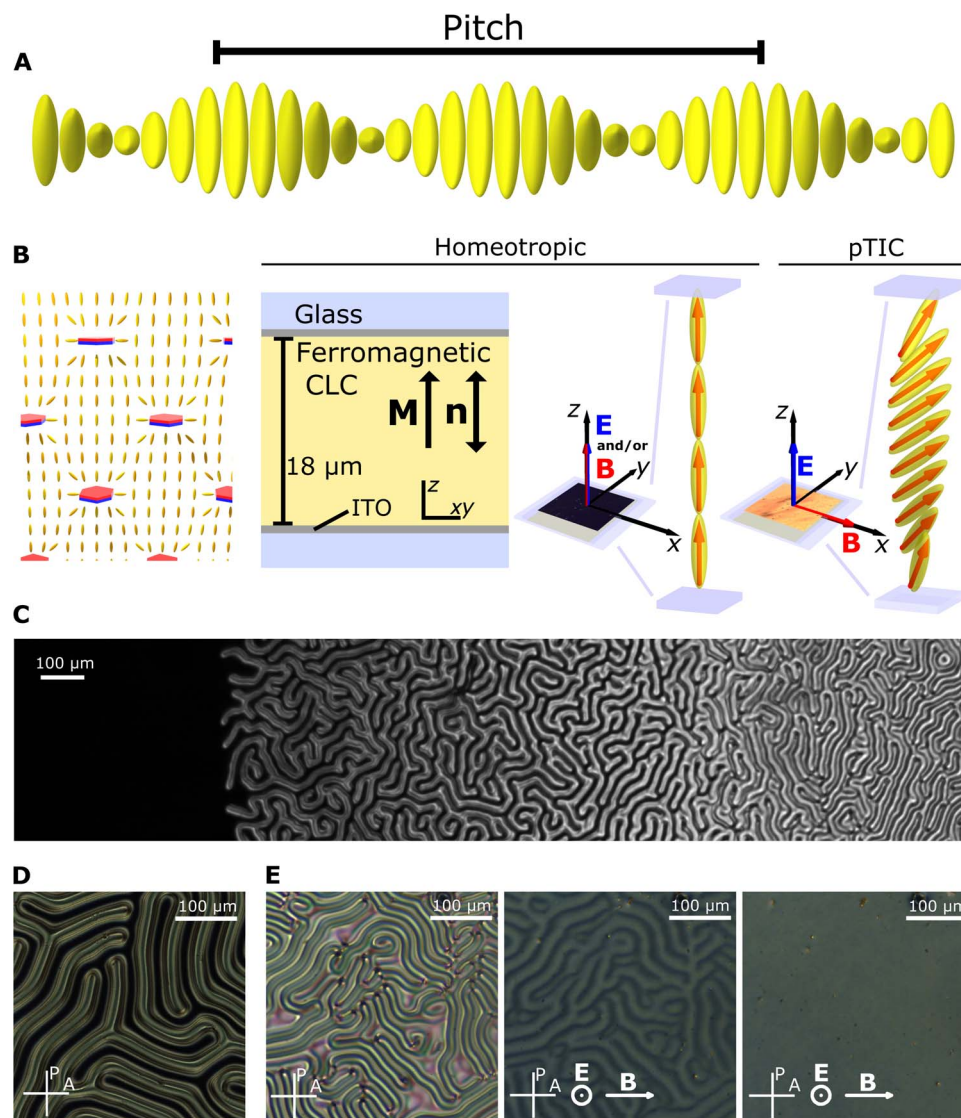 Pitch
A
B
Homeotropic
pTIC
Glass
Ferromagnetic
CLC
M
n
18 µm
ITO
z
xy
z
E
and/or
B
y
x
z
E
y
B
x
C
100 µm
D
100 µm
P
A
E
100 µm
P
A
100 µm
P
A
E
B
100 µm
P
A
E
B